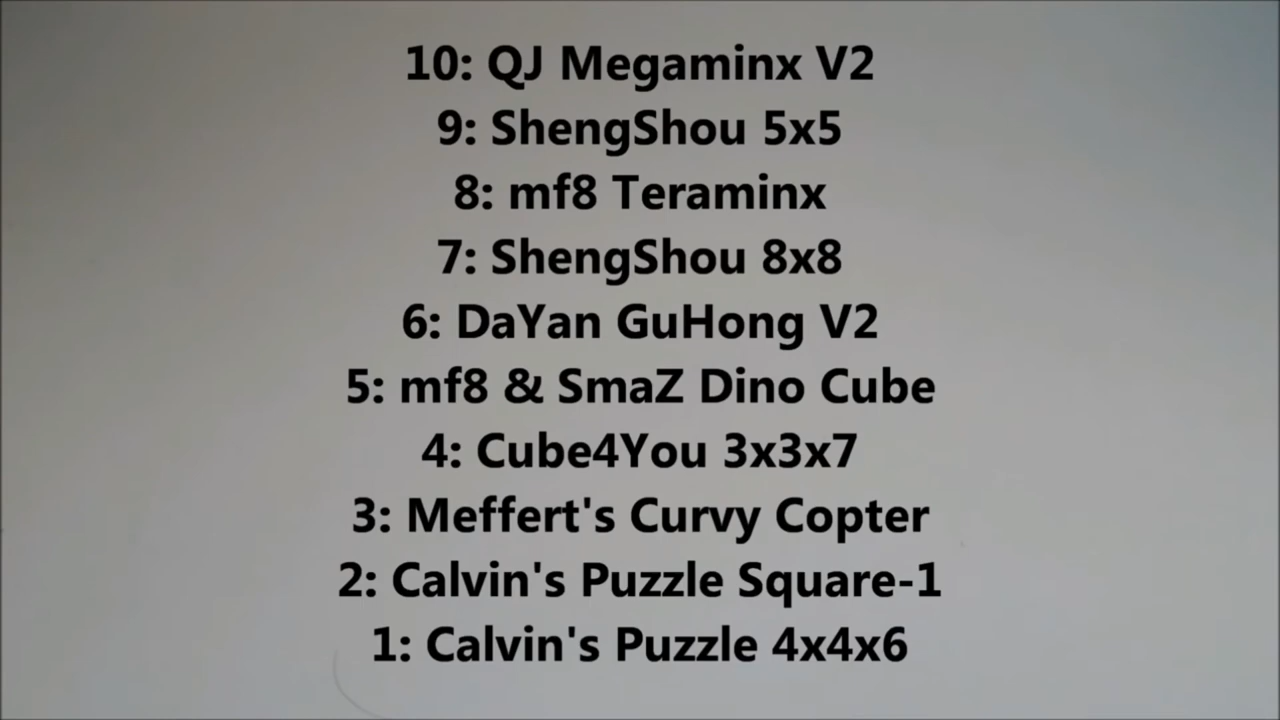 10: QJ Megaminx V2
9: ShengShou 5x5
8: mf8 Teraminx
7: ShengShou 8x8
6: DaYan GuHong V2
5: mf8 & SmaZ Dino Cube
4: Cube4You 3x3x7
3: Meffert's Curvy Copter
2: Calvin's Puzzle Square-1
1: Calvin's Puzzle 4x4x6